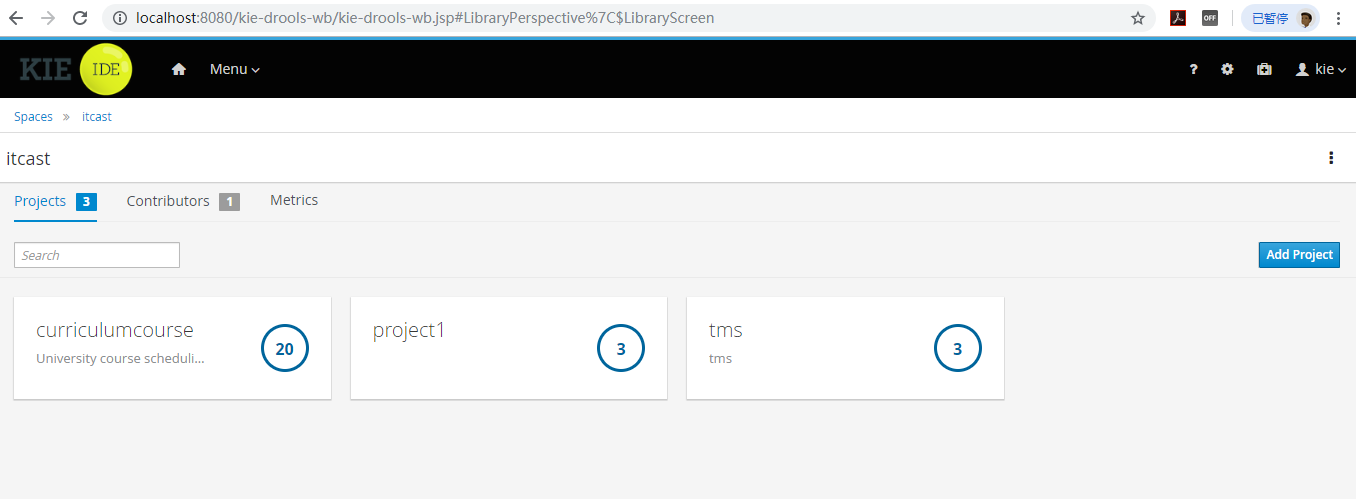 localhost:8080/kie-drools-wb/kie-drools-wb.jsp#LibraryPerspective%7C$LibraryScreen OFF 已暂停
KIE IDE Menu ? kie
Spaces » itcast
itcast
Projects 3 Contributors 1 Metrics
Search Add Project
curriculumcourse 20 project1 3 tms 3
University course scheduli... tms